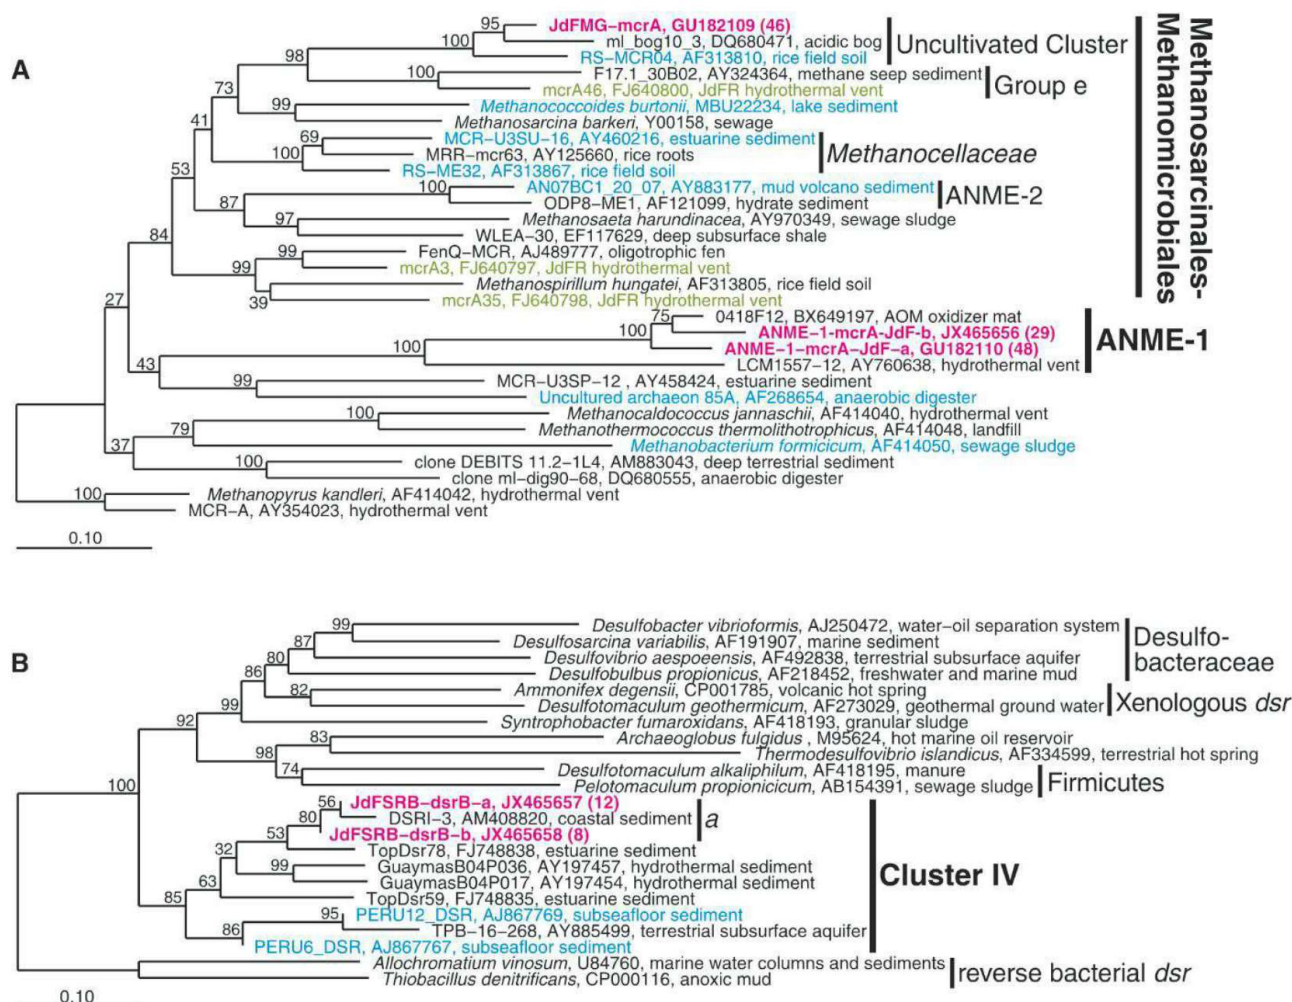 A
95
JdFMG-mcrA, GU182109 (46)
100
ml_bog10_3, DQ680471, acidic bog
RS-MCR04, AF313810, rice field soil
Uncultivated Cluster
98
F17.1_30B02, AY324364, methane seep sediment
100
mcrA46, FJ640800, JdFR hydrothermal vent
Group e
73
99
Methanococcoides burtonii, MBU22234, lake sediment
Methanosarcina barkeri, Y00158, sewage
41
69
MCR-U3SU-16, AY460216, estuarine sediment
MRR-mcr63, AY125660, rice roots
100
RS-ME32, AF313867, rice field soil
Methanocellaceae
53
100
AN07BC1_20_07, AY883177, mud volcano sediment
ODP8-ME1, AF121099, hydrate sediment
ANME-2
87
97
Methanosaeta harundinacea, AY970349, sewage sludge
WLEA-30, EF117629, deep subsurface shale
84
99
FenQ-MCR, AJ489777, oligotrophic fen
mcrA3, FJ640797, JdFR hydrothermal vent
99
Methanospirillum hungatei, AF313805, rice field soil
39
mcrA35, FJ640798, JdFR hydrothermal vent
Methanosarcinales-
Methanomicrobiales
27
75
0418F12, BX649197, AOM oxidizer mat
100
ANME-1-mcrA-JdF-b, JX465656 (29)
100
ANME-1-mcrA-JdF-a, GU182110 (48)
LCM1557-12, AY760638, hydrothermal vent
ANME-1
43
99
MCR-U3SP-12 , AY458424, estuarine sediment
Uncultured archaeon 85A, AF268654, anaerobic digester
100
Methanocaldococcus jannaschii, AF414040, hydrothermal vent
79
Methanothermococcus thermolithotrophicus, AF414048, landfill
37
Methanobacterium formicicum, AF414050, sewage sludge
100
clone DEBITS 11.2-1L4, AM883043, deep terrestrial sediment
clone ml-dig90-68, DQ680555, anaerobic digester
100
Methanopyrus kandleri, AF414042, hydrothermal vent
MCR-A, AY354023, hydrothermal vent
0.10
B
99
Desulfobacter vibrioformis, AJ250472, water-oil separation system
87
Desulfosarcina variabilis, AF191907, marine sediment
80
Desulfovibrio aespoeensis, AF492838, terrestrial subsurface aquifer
86
Desulfobulbus propionicus, AF218452, freshwater and marine mud
Desulfo-
bacteraceae
82
Ammonifex degensii, CP001785, volcanic hot spring
99
Desulfotomaculum geothermicum, AF273029, geothermal ground water
Xenologous dsr
92
Syntrophobacter fumaroxidans, AF418193, granular sludge
83
Archaeoglobus fulgidus , M95624, hot marine oil reservoir
98
Thermodesulfovibrio islandicus, AF334599, terrestrial hot spring
74
Desulfotomaculum alkaliphilum, AF418195, manure
Pelotomaculum propionicicum, AB154391, sewage sludge
Firmicutes
100
56
JdFSRB-dsrB-a, JX465657 (12)
80
DSRI-3, AM408820, coastal sediment
JdFSRB-dsrB-b, JX465658 (8)
a
53
TopDsr78, FJ748838, estuarine sediment
32
99
GuaymasB04P036, AY197457, hydrothermal sediment
GuaymasB04P017, AY197454, hydrothermal sediment
63
TopDsr59, FJ748835, estuarine sediment
85
95
PERU12_DSR, AJ867769, subseafloor sediment
86
TPB-16-268, AY885499, terrestrial subsurface aquifer
PERU6_DSR, AJ867767, subseafloor sediment
Cluster IV
Allochromatium vinosum, U84760, marine water columns and sediments
Thiobacillus denitrificans, CP000116, anoxic mud
reverse bacterial dsr
0.10